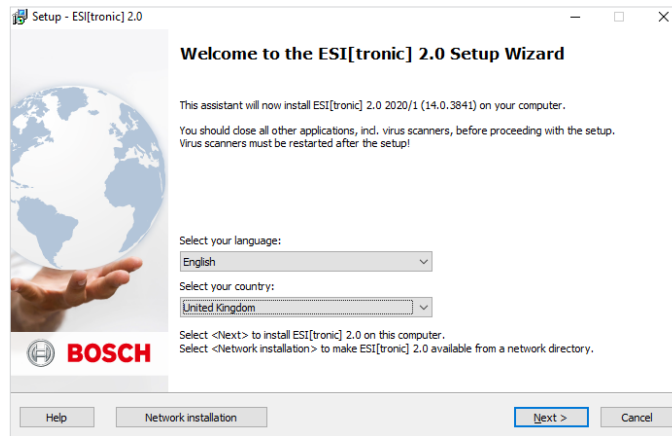 Setup - ESI[tronic] 2.0
Welcome to the ESI[tronic] 2.0 Setup Wizard
This assistant will now install ESI[tronic] 2.0 2020/1 (14.0.3841) on your computer.
You should close all other applications, incl. virus scanners, before proceeding with the setup.
Virus scanners must be restarted after the setup!
Select your language:
English
Select your country:
United Kingdom
Select <Next> to install ESI[tronic] 2.0 on this computer.
Select <Network installation> to make ESI[tronic] 2.0 available from a network directory.
BOSCH
Help
Network installation
Next >
Cancel